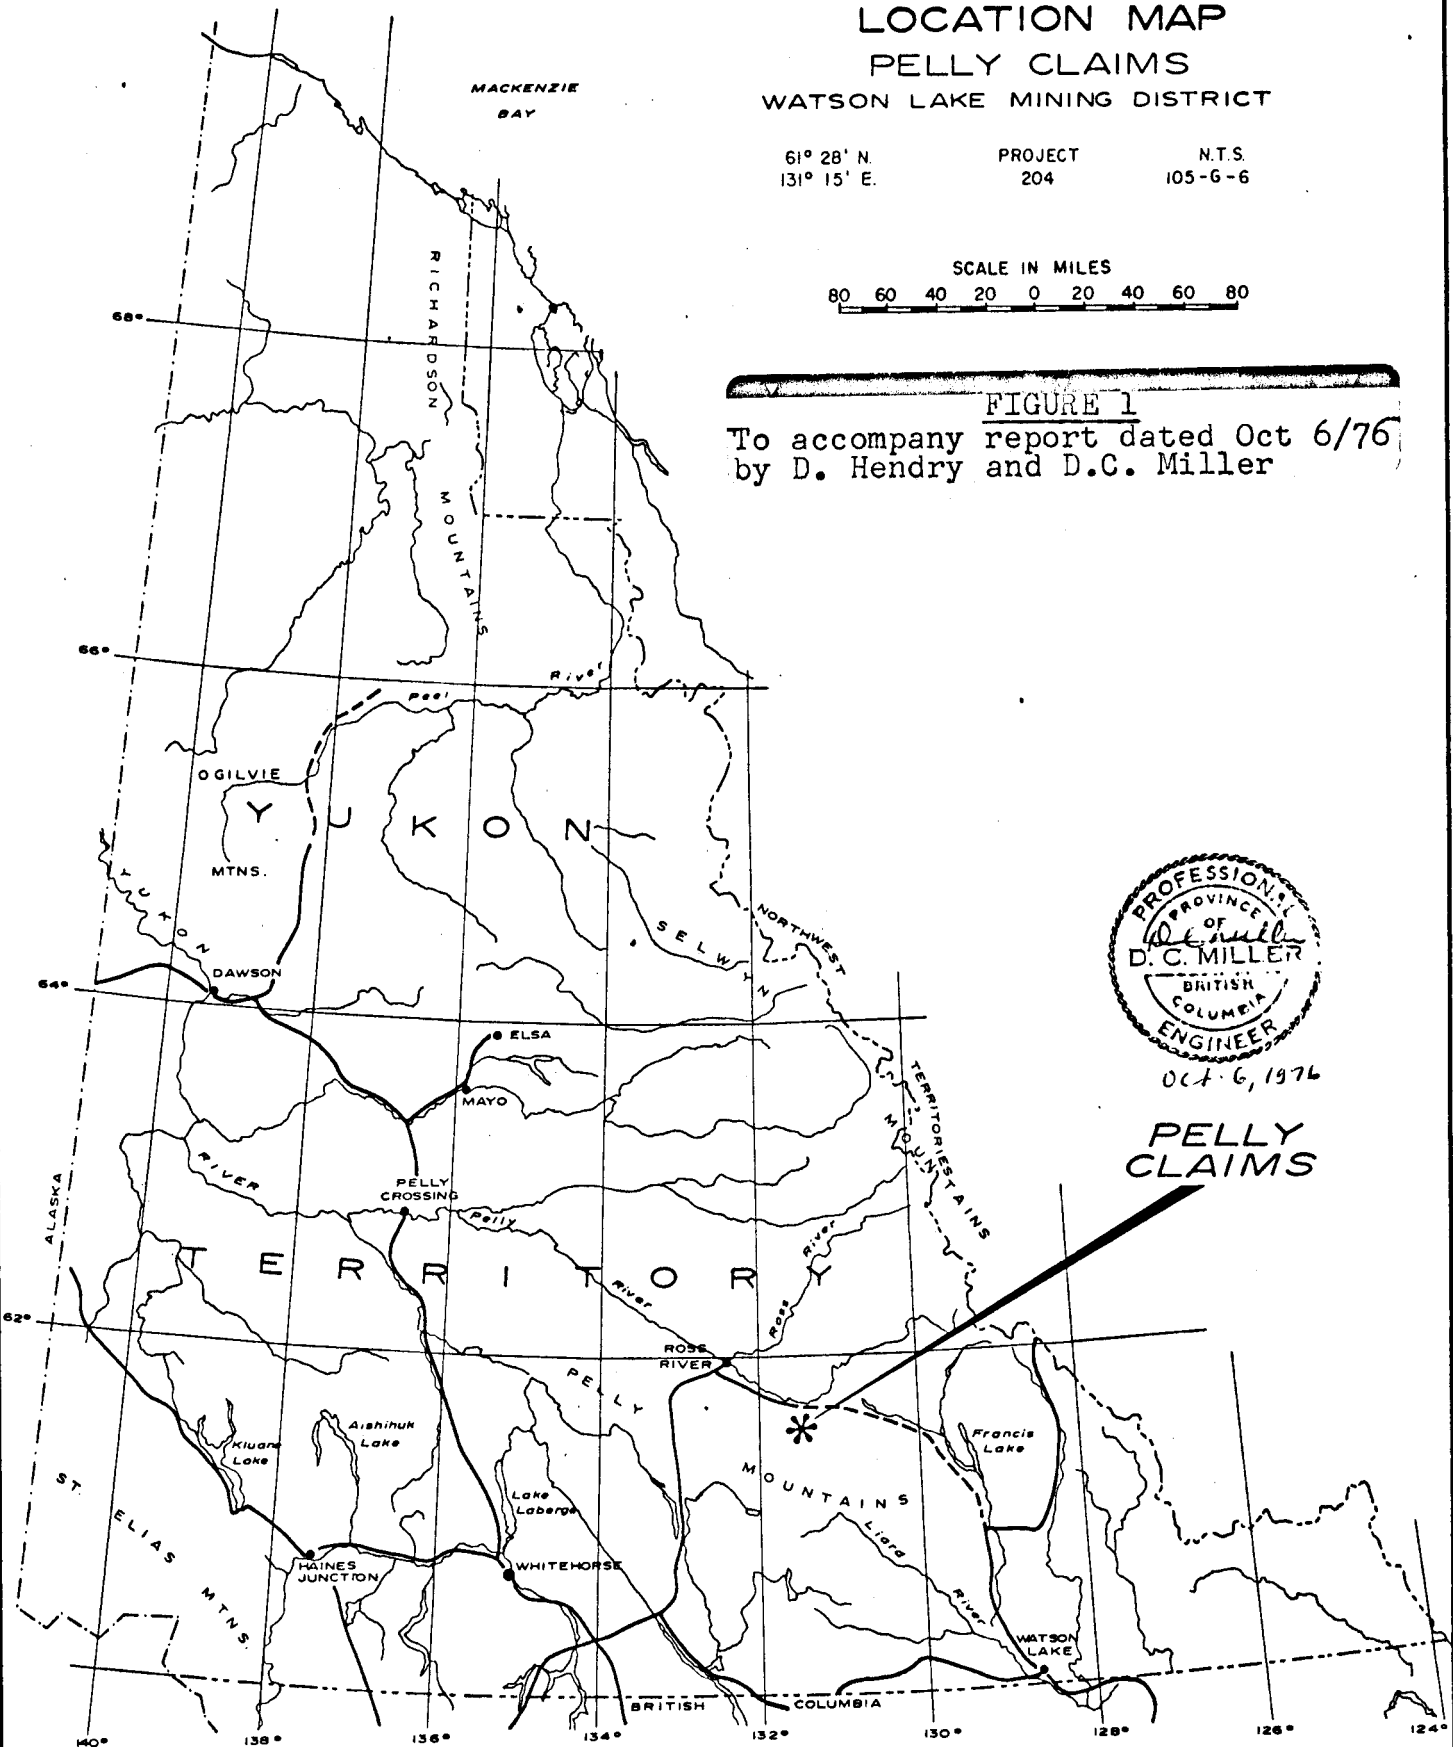 LOCATION MAP
PELLY CLAIMS
WATSON LAKE MINING DISTRICT
61° 28' N. PROJECT N.T.S.
131° 15' E. 204 105-G-6
SCALE IN MILES
80 60 40 20 0 20 40 60 80
FIGURE 1
To accompany report dated Oct 6/76
by D. Hendry and D.C. Miller
MACKENZIE
BAY
RICHARDSON
MOUNTAINS
68°
66°
Peel River
OGILVIE
MTNS.
YUKON
YUKON
SELWYN
NORTHWEST
DAWSON
64°
ELSA
MAYO
TERRITORIES
MOUNTAINS
PROFESSIONAL
PROVINCE
OF
D. C. MILLER
BRITISH
COLUMBIA
ENGINEER
Oct. 6, 1976
PELLY
CLAIMS
ALASKA
RIVER
PELLY
CROSSING
Pelly
River
TERRITORY
Ross River
62°
ROSS
RIVER
PELLY
MOUNTAINS
Kluane
Lake
Aishihuk
Lake
Francis
Lake
Lake
Laberge
Liard
River
ST. ELIAS MTNS.
HAINES
JUNCTION
WHITEHORSE
WATSON
LAKE
BRITISH COLUMBIA
140° 138° 136° 134° 132° 130° 128° 126° 124°